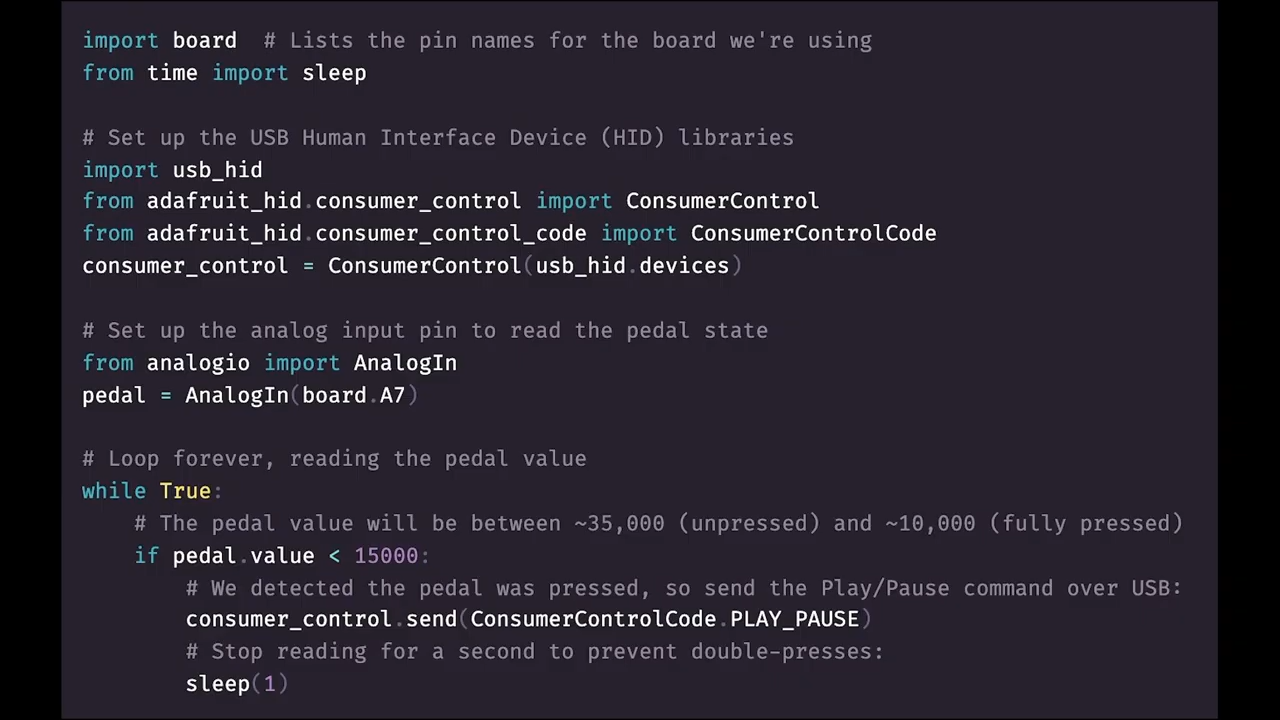 import board  # Lists the pin names for the board we're using
from time import sleep
# Set up the USB Human Interface Device (HID) libraries
import usb_hid
from adafruit_hid.consumer_control import ConsumerControl
from adafruit_hid.consumer_control_code import ConsumerControlCode
consumer_control = ConsumerControl(usb_hid.devices)
# Set up the analog input pin to read the pedal state
from analogio import AnalogIn
pedal = AnalogIn(board.A7)
# Loop forever, reading the pedal value
while True:
    # The pedal value will be between ~35,000 (unpressed) and ~10,000 (fully pressed)
    if pedal.value < 15000:
        # We detected the pedal was pressed, so send the Play/Pause command over USB:
        consumer_control.send(ConsumerControlCode.PLAY_PAUSE)
        # Stop reading for a second to prevent double-presses:
        sleep(1)